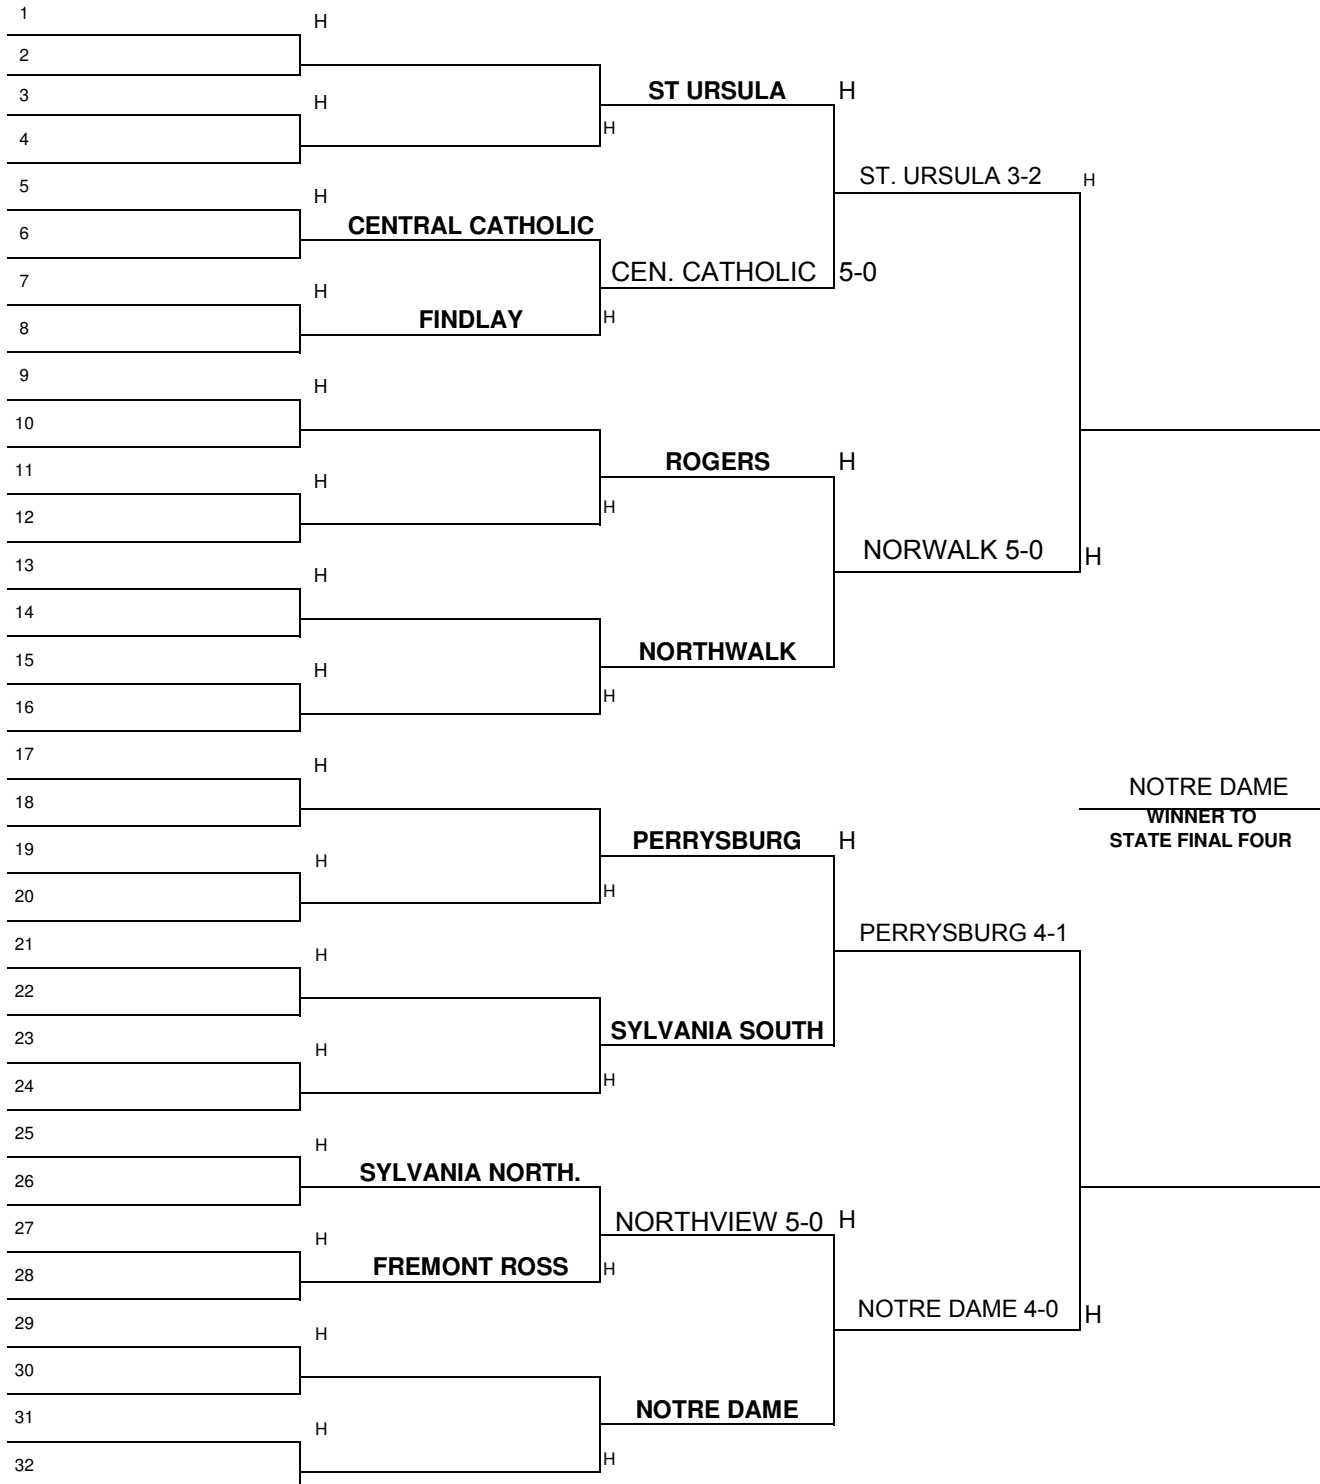 1
H
2
3
H
ST URSULA H
4
H
5
H
ST. URSULA 3-2 H
6
CENTRAL CATHOLIC
7
H
CEN. CATHOLIC 5-0
8
FINDLAY
H
9
H
10
11
H
ROGERS H
12
H
13
H
NORWALK 5-0 H
14
15
H
NORTHWALK
16
H
17
H
18
NOTRE DAME
WINNER TO
STATE FINAL FOUR
19
H
PERRYSBURG H
20
H
21
H
PERRYSBURG 4-1
22
23
H
SYLVANIA SOUTH
24
H
25
H
26
SYLVANIA NORTH.
27
H
NORTHVIEW 5-0 H
28
FREMONT ROSS
H
29
H
NOTRE DAME 4-0 H
30
31
H
NOTRE DAME
32
H